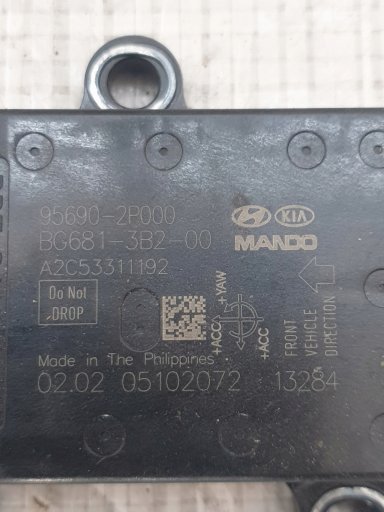 95690-2P000
KIA
BG681-3B2-00 MANDO
A2C53311192
Do Not
DROP
+YAW
+ACC
+ACC
FRONT
VEHICLE
DIRECTION
Made in The Philippines
02.02 05102072 13284